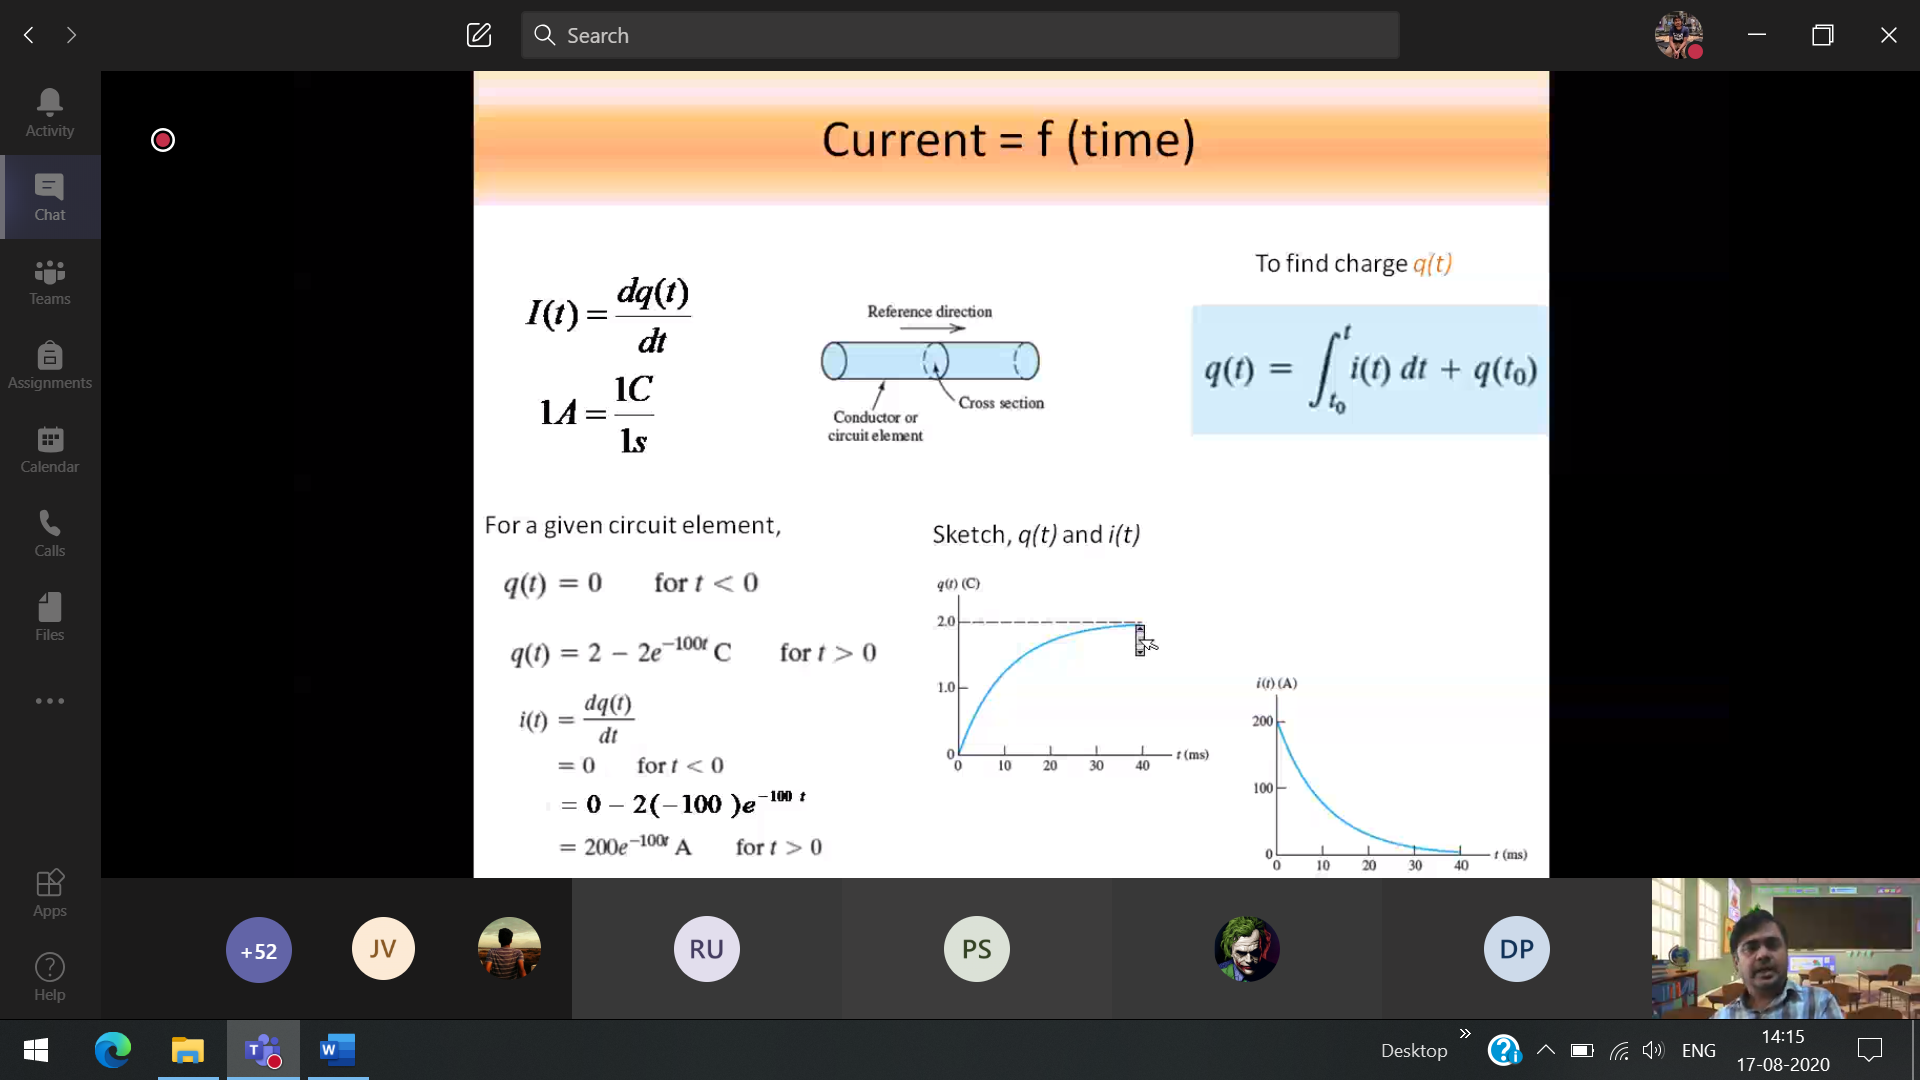 Search
Activity
Chat
Teams
Assignments
Calendar
Calls
Files
Apps
Help
Current = f (time)
I(t) = dq(t)/dt
1A = 1C/1s
Reference direction
Conductor or
circuit element
Cross section
To find charge q(t)
q(t) = ∫_{t₀}^{t} i(t) dt + q(t₀)
For a given circuit element,
q(t) = 0 for t < 0
q(t) = 2 − 2e^{−100t} C for t > 0
i(t) = dq(t)/dt
= 0 for t < 0
= 0 − 2(−100 )e^{−100 t}
= 200e^{−100t} A for t > 0
Sketch, q(t) and i(t)
q(t) (C)
2.0
1.0
0
0 10 20 30 40 t (ms)
i(t) (A)
200
100
0
0 10 20 30 40 t (ms)
+52
JV
RU
PS
DP
Desktop
ENG
14:15
17-08-2020